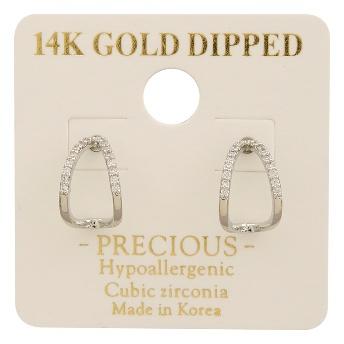 14K GOLD DIPPED
- PRECIOUS -
Hypoallergenic
Cubic zirconia
Made in Korea